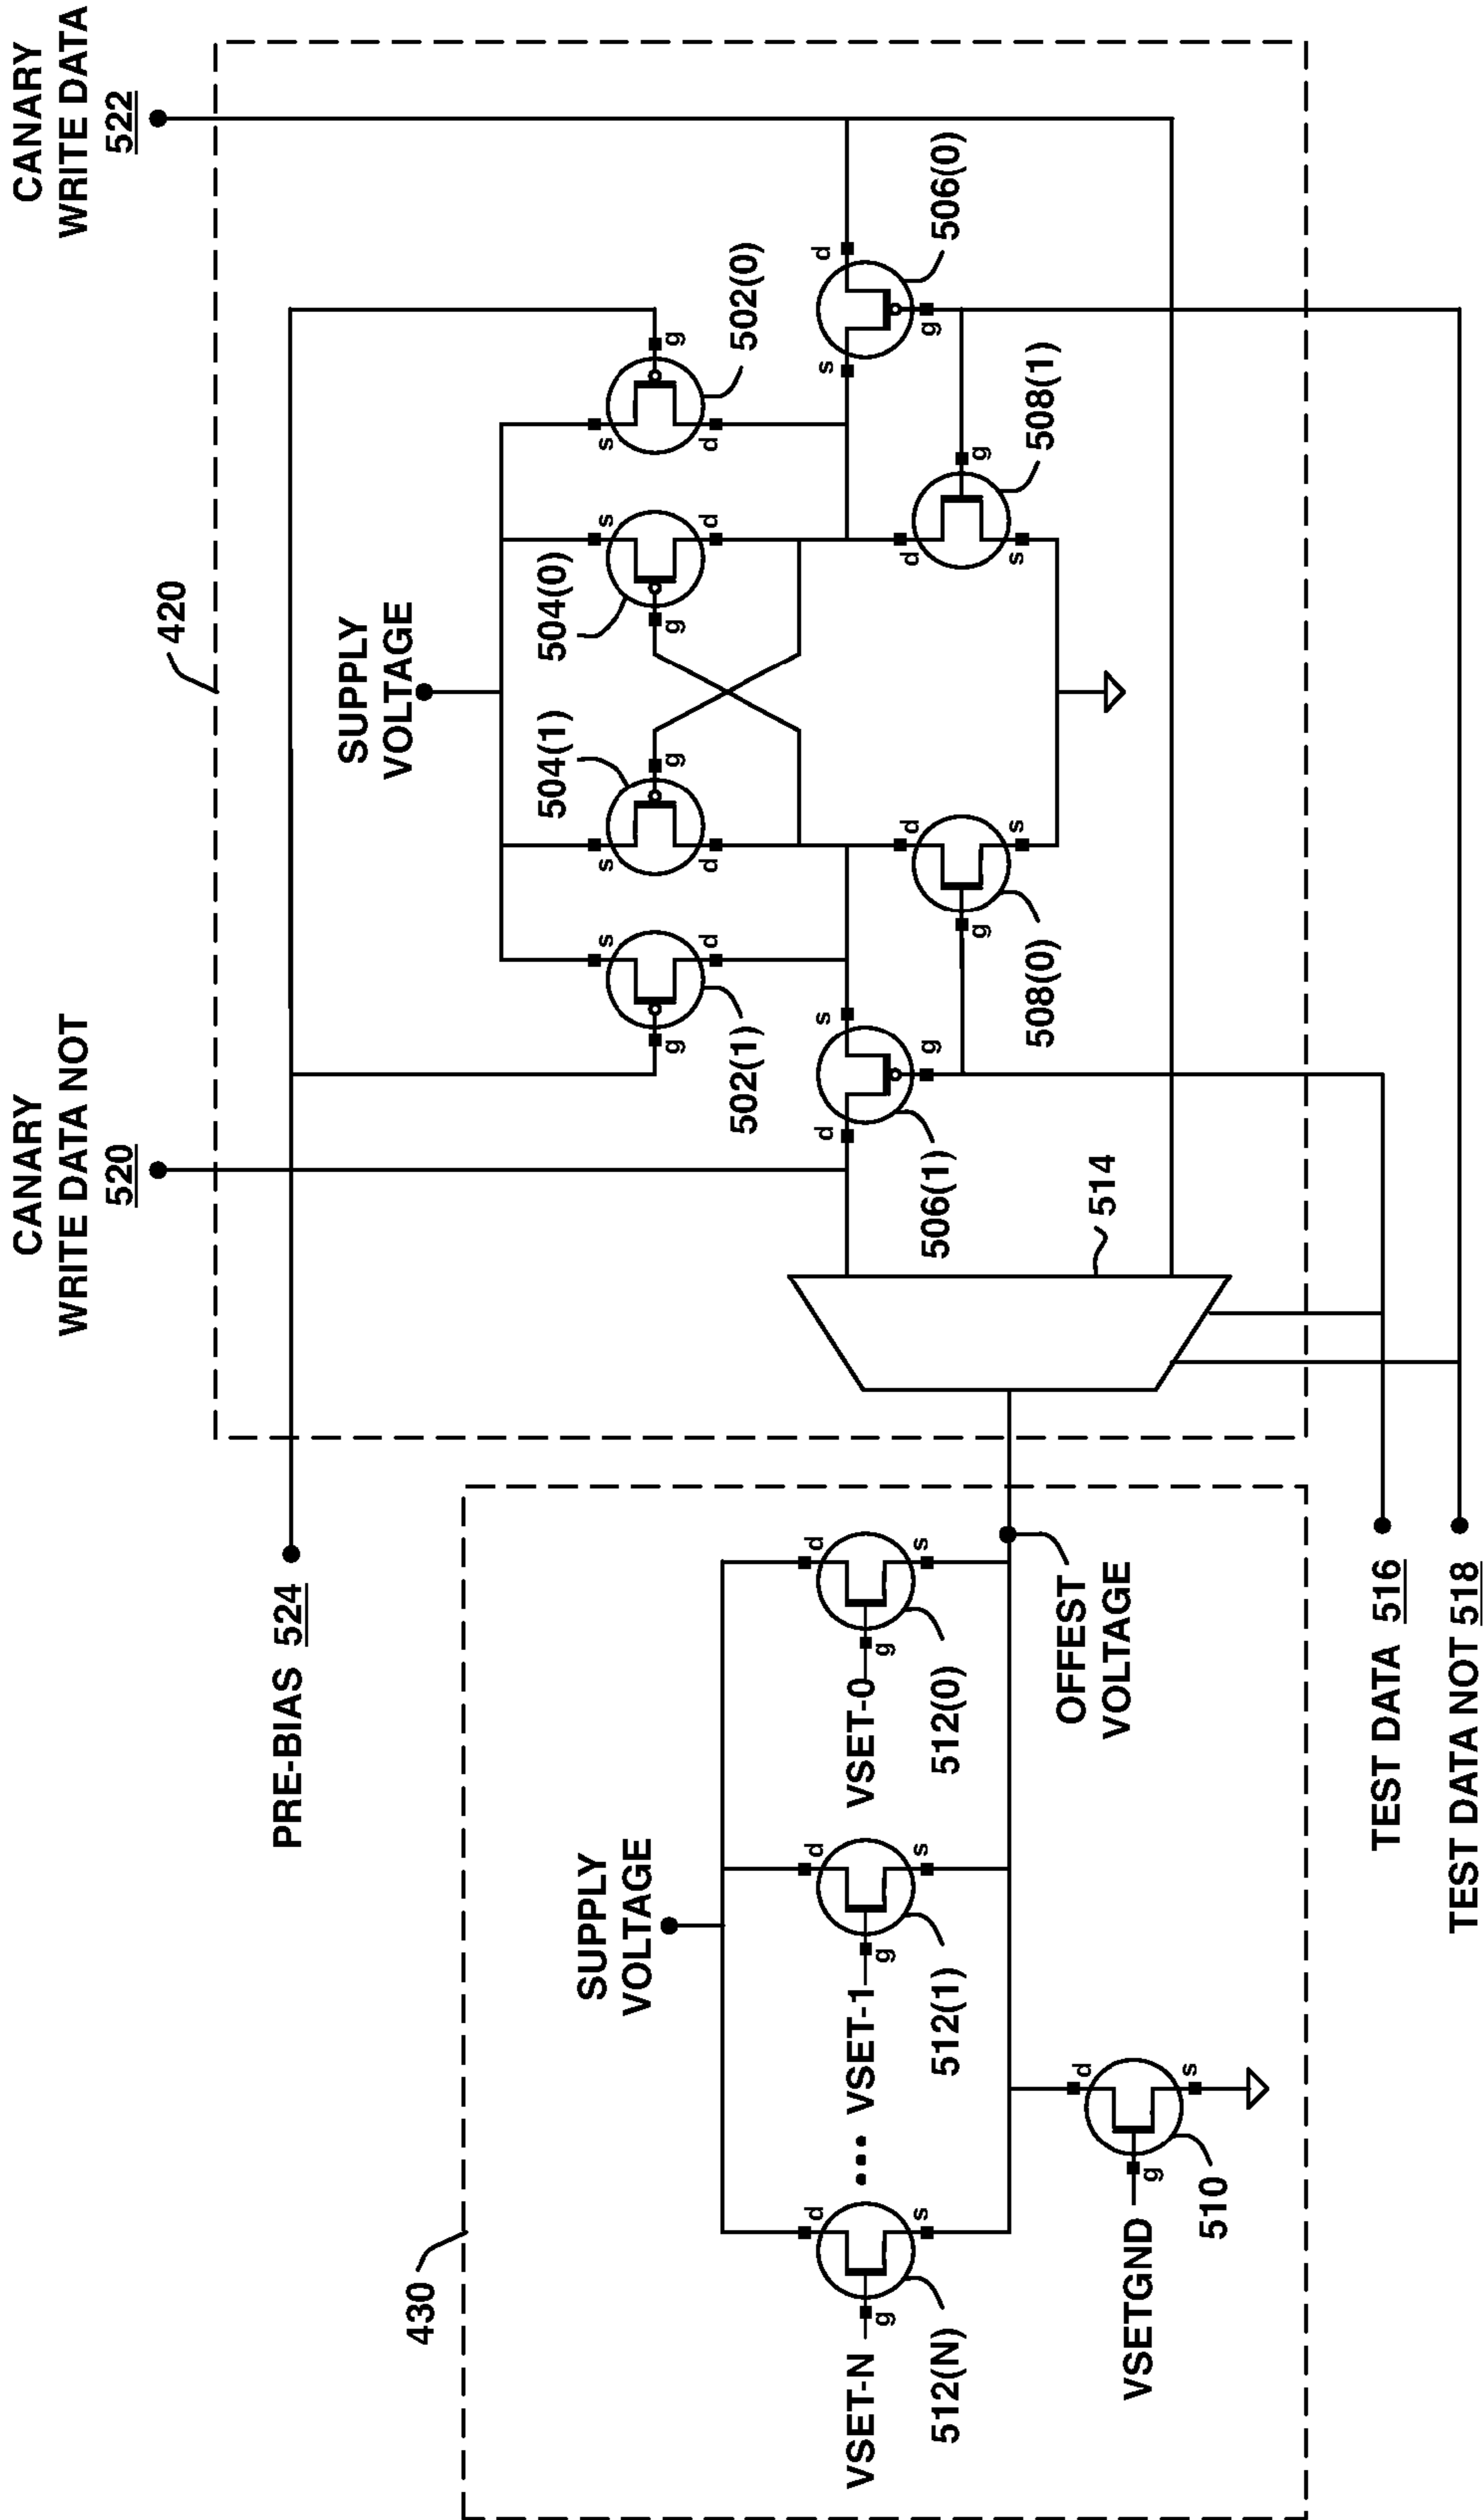 CANARY
WRITE DATA NOT
520
CANARY
WRITE DATA
522
420
PRE-BIAS 524
SUPPLY
VOLTAGE
504(1)
504(0)
502(1)
502(0)
s
s
s
s
g
g
g
g
d
d
d
d
506(1)
506(0)
d
s
g
s
d
g
508(0)
508(1)
d
g
s
d
g
s
514
430
SUPPLY
VOLTAGE
VSET-N
g
d
s
VSET-1
g
d
s
VSET-0
g
d
s
512(N)
512(1)
512(0)
OFFEST
VOLTAGE
VSETGND
g
d
s
510
TEST DATA 516
TEST DATA NOT 518